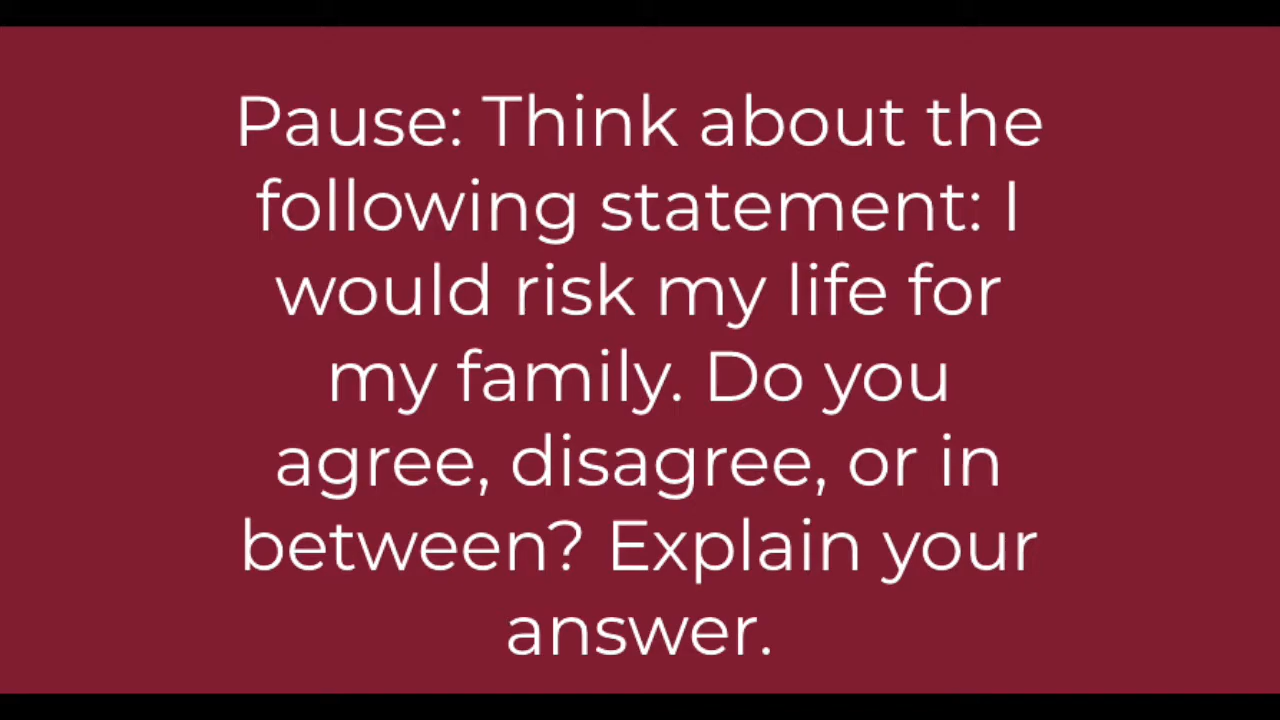 Pause: Think about the
following statement: I
would risk my life for
my family. Do you
agree, disagree, or in
between? Explain your
answer.